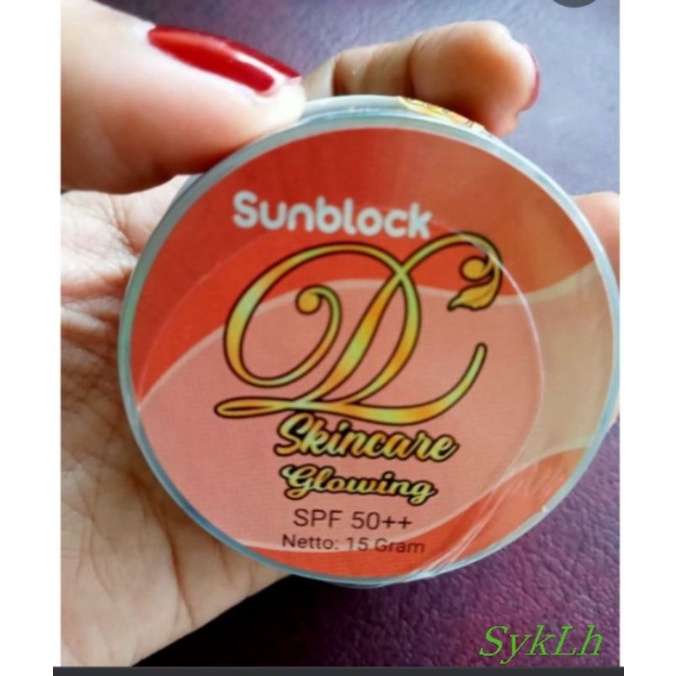 Sunblock
DL
Skincare
Glowing
SPF 50++
Netto: 15 Gram
SykLh